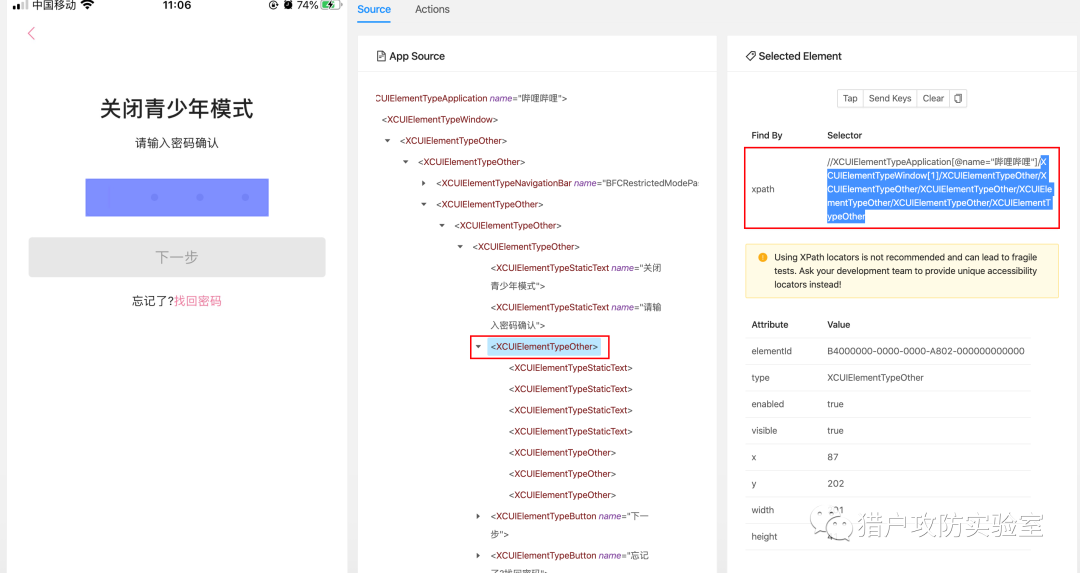 中国移动
11:06
74%
关闭青少年模式
请输入密码确认
下一步
忘记了?找回密码
Source
Actions
App Source
CUIElementTypeApplication name="哔哩哔哩">
<XCUIElementTypeWindow>
<XCUIElementTypeOther>
<XCUIElementTypeOther>
<XCUIElementTypeNavigationBar name="BFCRestrictedModePa
<XCUIElementTypeOther>
<XCUIElementTypeOther>
<XCUIElementTypeOther>
<XCUIElementTypeStaticText name="关闭
青少年模式">
<XCUIElementTypeStaticText name="请输
入密码确认">
<XCUIElementTypeOther>
<XCUIElementTypeStaticText>
<XCUIElementTypeStaticText>
<XCUIElementTypeStaticText>
<XCUIElementTypeStaticText>
<XCUIElementTypeOther>
<XCUIElementTypeOther>
<XCUIElementTypeOther>
<XCUIElementTypeButton name="下一
步">
<XCUIElementTypeButton name="忘记
了?找回密码">
Selected Element
Tap
Send Keys
Clear
Find By
Selector
xpath
//XCUIElementTypeApplication[@name="哔哩哔哩"]/X
CUIElementTypeWindow[1]/XCUIElementTypeOther/X
CUIElementTypeOther/XCUIElementTypeOther/XCUIEle
mentTypeOther/XCUIElementTypeOther/XCUIElementT
ypeOther
Using XPath locators is not recommended and can lead to fragile
tests. Ask your development team to provide unique accessibility
locators instead!
Attribute
Value
elementId
B4000000-0000-0000-A802-000000000000
type
XCUIElementTypeOther
enabled
true
visible
true
x
87
y
202
width
height
猎户攻防实验室